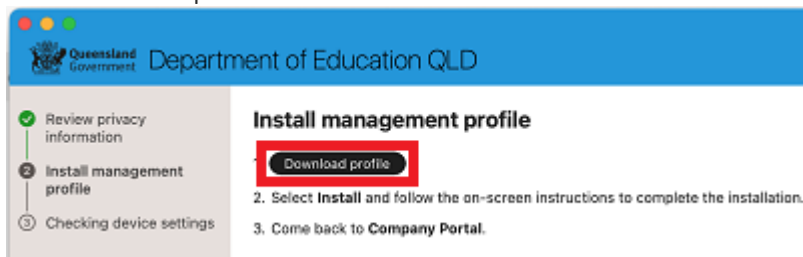 Queensland
Government
Department of Education QLD
Review privacy
information
2 Install management
profile
3 Checking device settings
Install management profile
Download profile
2. Select Install and follow the on-screen instructions to complete the installation.
3. Come back to Company Portal.